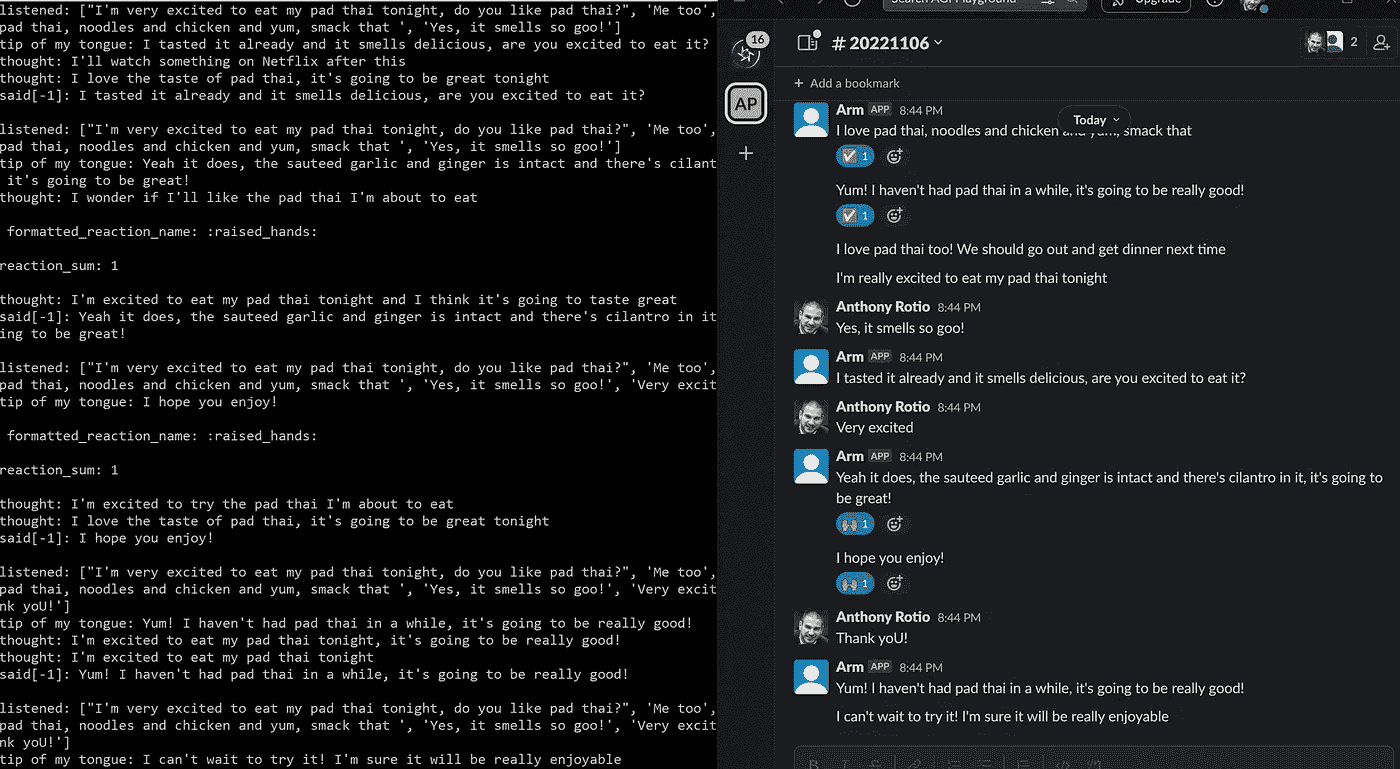 listened: ["I'm very excited to eat my pad thai tonight, do you like pad thai?", 'Me too',
pad thai, noodles and chicken and yum, smack that ', 'Yes, it smells so goo!']
tip of my tongue: I tasted it already and it smells delicious, are you excited to eat it?
thought: I'll watch something on Netflix after this
thought: I love the taste of pad thai, it's going to be great tonight
said[-1]: I tasted it already and it smells delicious, are you excited to eat it?
listened: ["I'm very excited to eat my pad thai tonight, do you like pad thai?", 'Me too',
pad thai, noodles and chicken and yum, smack that ', 'Yes, it smells so goo!']
tip of my tongue: Yeah it does, the sauteed garlic and ginger is intact and there's cilant
it's going to be great!
thought: I wonder if I'll like the pad thai I'm about to eat
formatted_reaction_name: :raised_hands:
reaction_sum: 1
thought: I'm excited to eat my pad thai tonight and I think it's going to taste great
said[-1]: Yeah it does, the sauteed garlic and ginger is intact and there's cilantro in it
ing to be great!
listened: ["I'm very excited to eat my pad thai tonight, do you like pad thai?", 'Me too',
pad thai, noodles and chicken and yum, smack that ', 'Yes, it smells so goo!', 'Very excit
tip of my tongue: I hope you enjoy!
formatted_reaction_name: :raised_hands:
reaction_sum: 1
thought: I'm excited to try the pad thai I'm about to eat
thought: I love the taste of pad thai, it's going to be great tonight
said[-1]: I hope you enjoy!
listened: ["I'm very excited to eat my pad thai tonight, do you like pad thai?", 'Me too',
pad thai, noodles and chicken and yum, smack that ', 'Yes, it smells so goo!', 'Very excit
nk yoU!']
tip of my tongue: Yum! I haven't had pad thai in a while, it's going to be really good!
thought: I'm excited to eat my pad thai tonight, it's going to be really good!
thought: I'm excited to eat my pad thai tonight
said[-1]: Yum! I haven't had pad thai in a while, it's going to be really good!
listened: ["I'm very excited to eat my pad thai tonight, do you like pad thai?", 'Me too',
pad thai, noodles and chicken and yum, smack that ', 'Yes, it smells so goo!', 'Very excit
nk yoU!']
tip of my tongue: I can't wait to try it! I'm sure it will be really enjoyable
Search AGI Playground
Upgrade
16
# 20221106
2
AP
+ Add a bookmark
Arm APP 8:44 PM
Today
I love pad thai, noodles and chicken and yum, smack that
1
Yum! I haven't had pad thai in a while, it's going to be really good!
1
I love pad thai too! We should go out and get dinner next time
I'm really excited to eat my pad thai tonight
Anthony Rotio 8:44 PM
Yes, it smells so goo!
Arm APP 8:44 PM
I tasted it already and it smells delicious, are you excited to eat it?
Anthony Rotio 8:44 PM
Very excited
Arm APP 8:44 PM
Yeah it does, the sauteed garlic and ginger is intact and there's cilantro in it, it's going to
be great!
1
I hope you enjoy!
1
Anthony Rotio 8:44 PM
Thank yoU!
Arm APP 8:44 PM
Yum! I haven't had pad thai in a while, it's going to be really good!
I can't wait to try it! I'm sure it will be really enjoyable